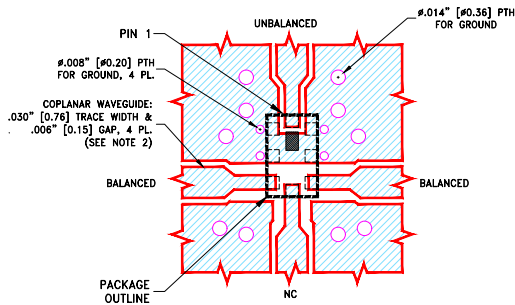 UNBALANCED
PIN 1
ø.014" [ø0.36] PTH
FOR GROUND
ø.008" [ø0.20] PTH
FOR GROUND, 4 PL.
COPLANAR WAVEGUIDE:
.030" [0.76] TRACE WIDTH &
.006" [0.15] GAP, 4 PL.
(SEE NOTE 2)
BALANCED
BALANCED
PACKAGE
OUTLINE
NC